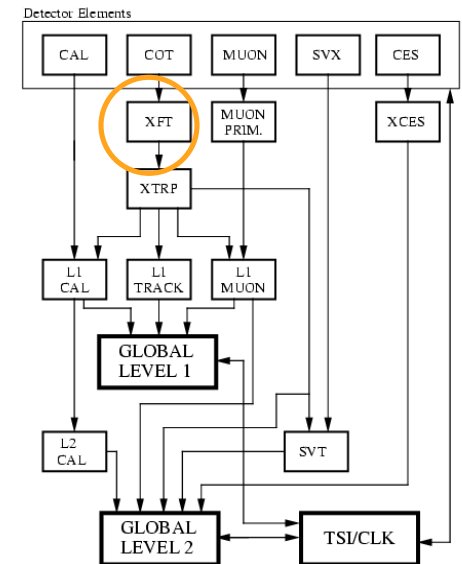 Detector Elements
CAL
COT
MUON
SVX
CES
XFT
MUON
PRIM.
XCES
XTRP
L1
CAL
L1
TRACK
L1
MUON
GLOBAL
LEVEL 1
L2
CAL
SVT
GLOBAL
LEVEL 2
TSI/CLK